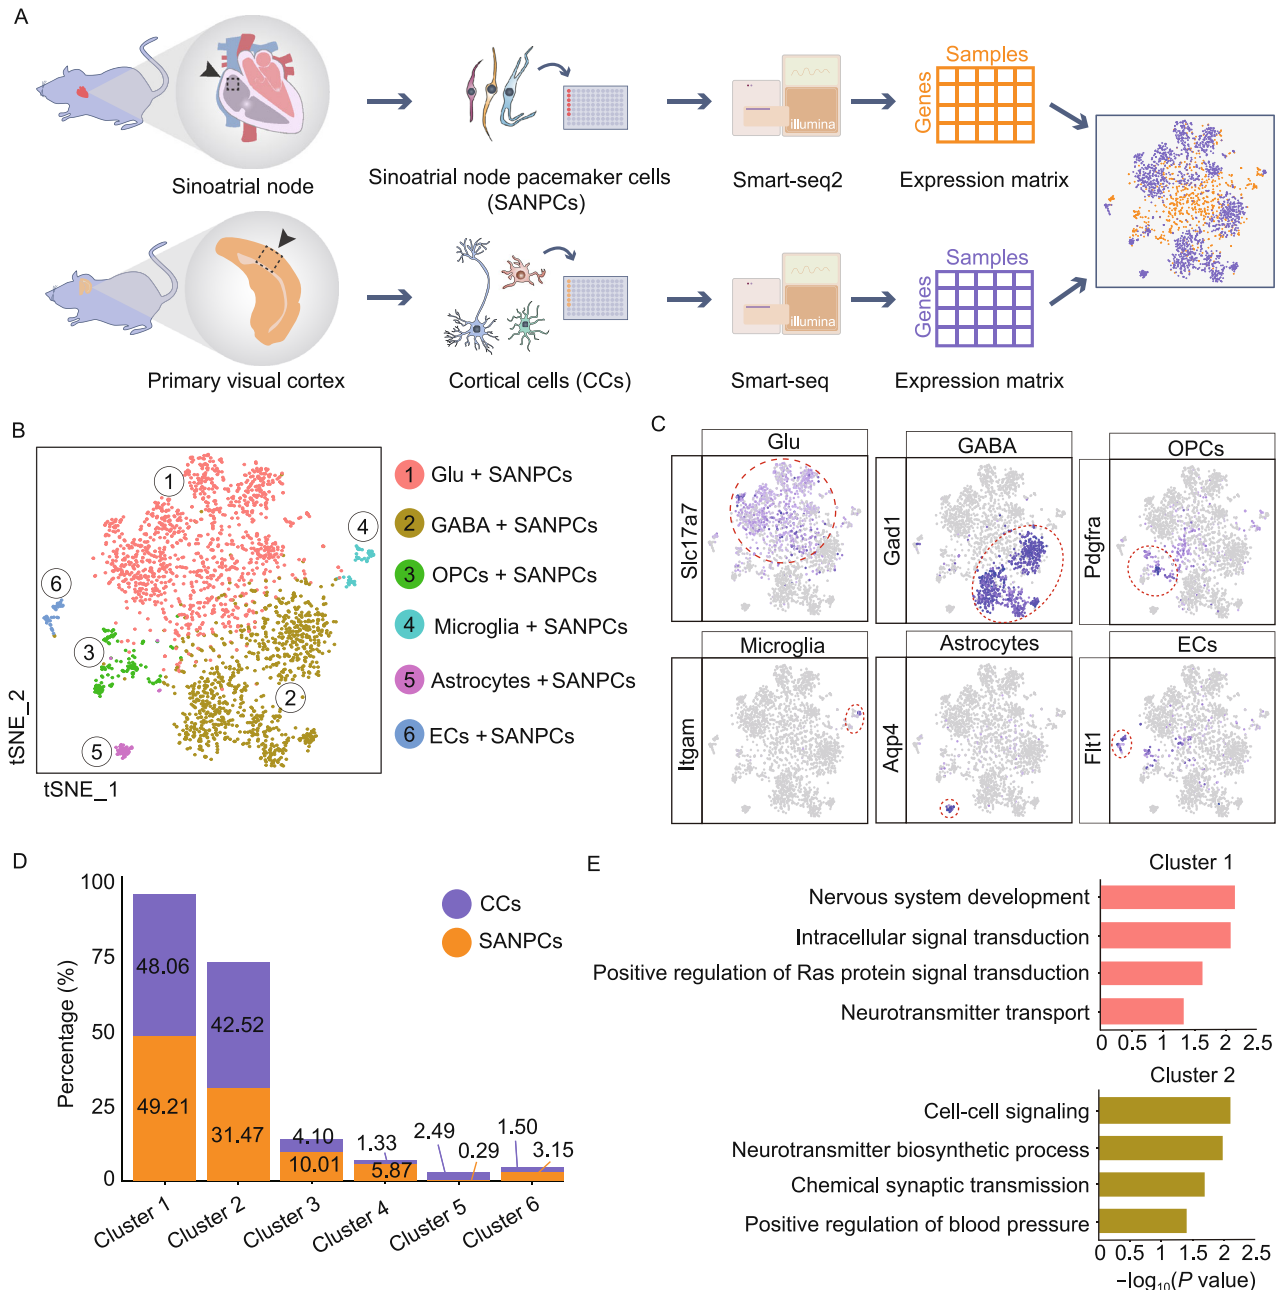 A
Sinoatrial node
Sinoatrial node pacemaker cells
(SANPCs)
illumina
Smart-seq2
Samples
Genes
Expression matrix
Primary visual cortex
Cortical cells (CCs)
illumina
Smart-seq
Samples
Genes
Expression matrix
B
1
2
3
4
5
6
tSNE_2
tSNE_1
1 Glu + SANPCs
2 GABA + SANPCs
3 OPCs + SANPCs
4 Microglia + SANPCs
5 Astrocytes + SANPCs
6 ECs + SANPCs
C
Glu
Slc17a7
GABA
Gad1
OPCs
Pdgfra
Microglia
Itgam
Astrocytes
Aqp4
ECs
Flt1
D
Percentage (%)
100
75
50
25
0
48.06
49.21
42.52
31.47
4.10
10.01
1.33
5.87
2.49
0.29
1.50
3.15
Cluster 1
Cluster 2
Cluster 3
Cluster 4
Cluster 5
Cluster 6
CCs
SANPCs
E
Cluster 1
Nervous system development
Intracellular signal transduction
Positive regulation of Ras protein signal transduction
Neurotransmitter transport
0 0.5 1 1.5 2 2.5
Cluster 2
Cell-cell signaling
Neurotransmitter biosynthetic process
Chemical synaptic transmission
Positive regulation of blood pressure
0 0.5 1 1.5 2 2.5
−log₁₀(P value)